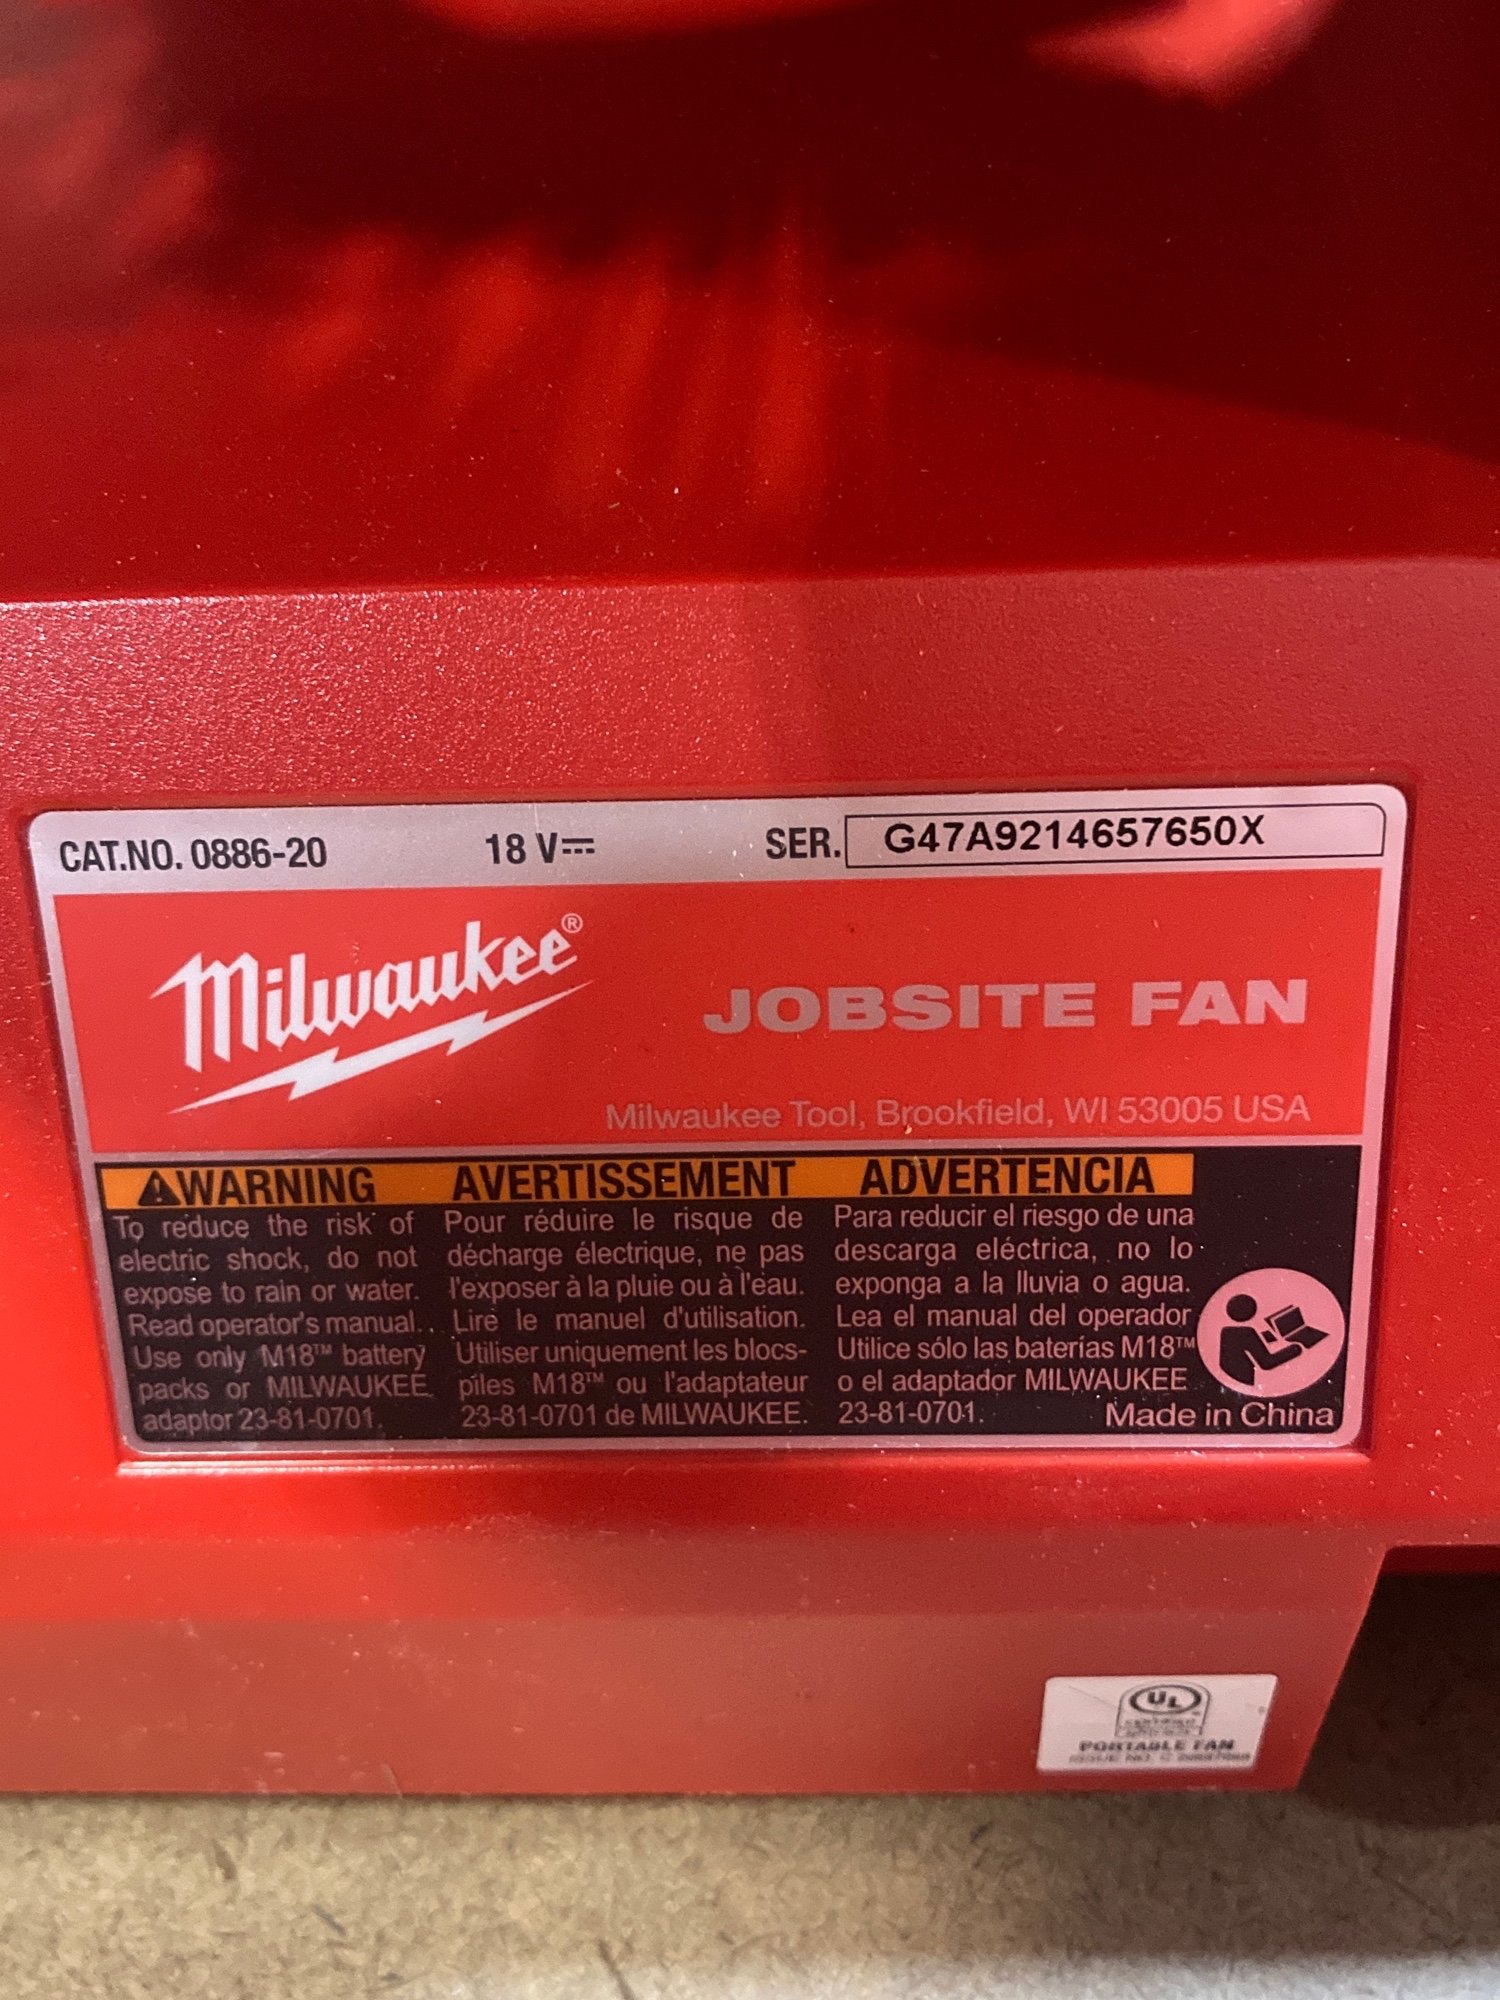 CAT.NO. 0886-20 18 V⎓ SER. G47A9214657650X
Milwaukee®
JOBSITE FAN
Milwaukee Tool, Brookfield, WI 53005 USA
⚠WARNING
To reduce the risk of
electric shock, do not
expose to rain or water.
Read operator's manual.
Use only M18™ battery
packs or MILWAUKEE
adaptor 23-81-0701.
AVERTISSEMENT
Pour réduire le risque de
décharge électrique, ne pas
l'exposer à la pluie ou à l'eau.
Lire le manuel d'utilisation.
Utiliser uniquement les blocs-
piles M18™ ou l'adaptateur
23-81-0701 de MILWAUKEE.
ADVERTENCIA
Para reducir el riesgo de una
descarga eléctrica, no lo
exponga a la lluvia o agua.
Lea el manual del operador
Utilice sólo las baterías M18™
o el adaptador MILWAUKEE
23-81-0701.
Made in China
UL
PORTABLE FAN
ISSUE NO.